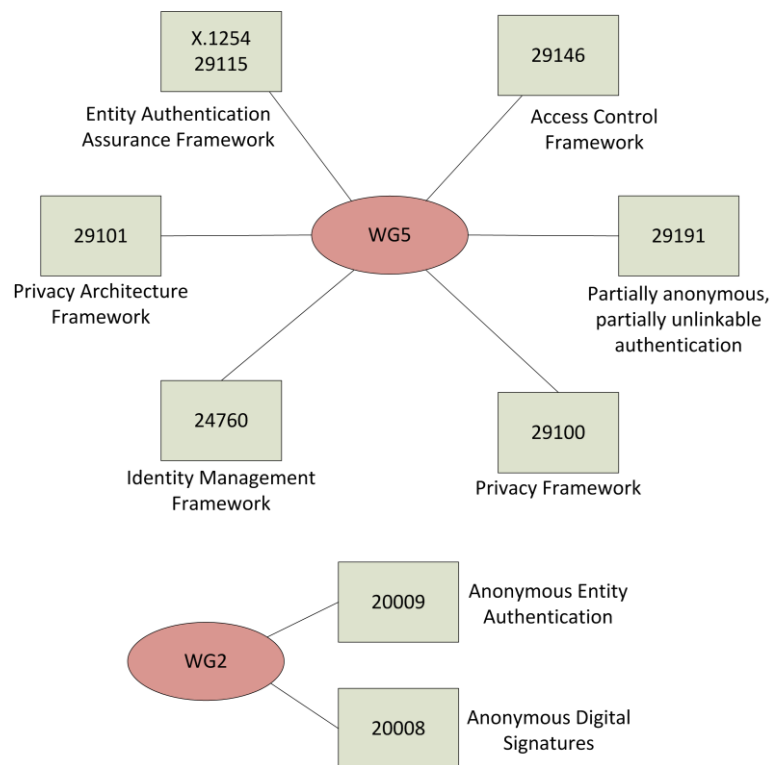 X.1254
29115
Entity Authentication
Assurance Framework
29146
Access Control
Framework
WG5
29101
Privacy Architecture
Framework
29191
Partially anonymous,
partially unlinkable
authentication
24760
Identity Management
Framework
29100
Privacy Framework
WG2
20009
Anonymous Entity
Authentication
20008
Anonymous Digital
Signatures